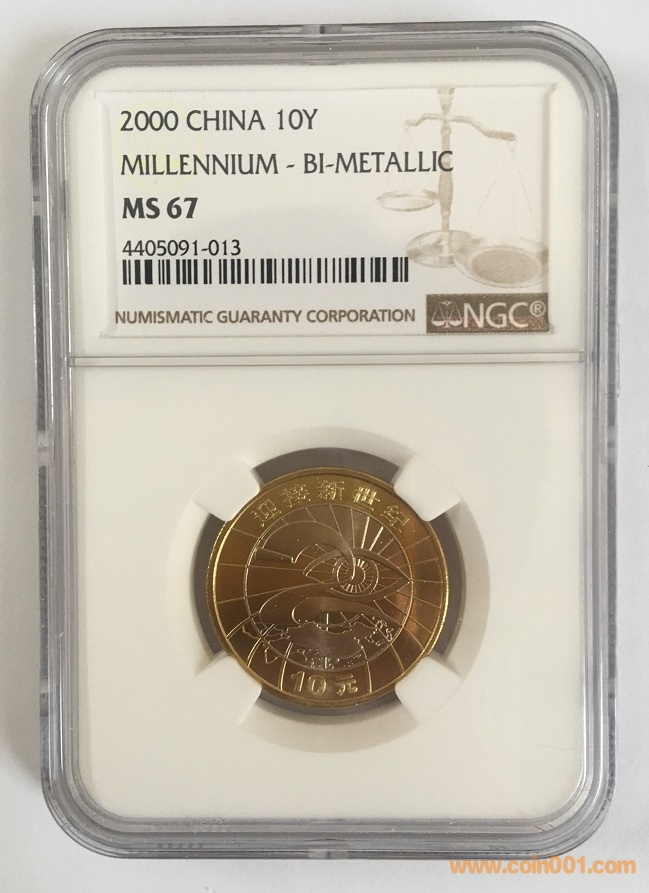 2000 CHINA 10Y
MILLENNIUM - BI-METALLIC
MS 67
4405091-013
NUMISMATIC GUARANTY CORPORATION
NGC®
迎接新世纪
10元
www.coin001.com